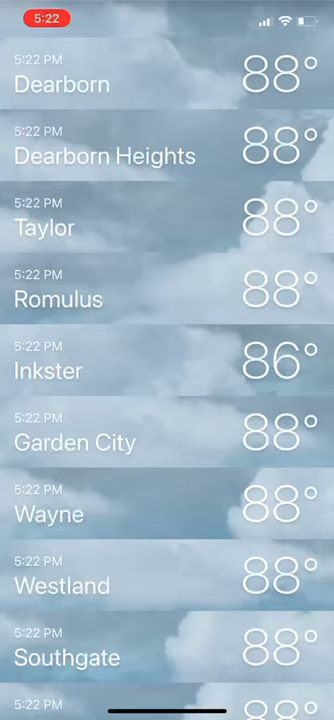 5:22
5:22 PM
Dearborn
88°
5:22 PM
Dearborn Heights
88°
5:22 PM
Taylor
88°
5:22 PM
Romulus
88°
5:22 PM
Inkster
86°
5:22 PM
Garden City
88°
5:22 PM
Wayne
88°
5:22 PM
Westland
88°
5:22 PM
Southgate
88°
5:22 PM